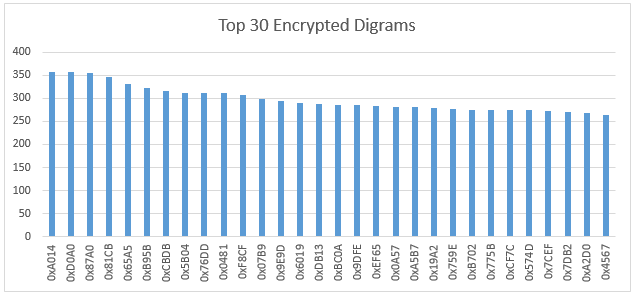 Top 30 Encrypted Digrams
400
350
300
250
200
150
100
50
0
0xA014
0xD0A0
0x87A0
0x81CB
0x65A5
0xB95B
0xCBDB
0x5B04
0x76DD
0x0481
0xF8CF
0x07B9
0x9E9D
0x6019
0xDB13
0xBC0A
0x9DFE
0xEF65
0x0A57
0xA5B7
0x19A2
0x759E
0xB702
0x775B
0xCF7C
0x574D
0x7CEF
0x7DB2
0xA2D0
0x4567